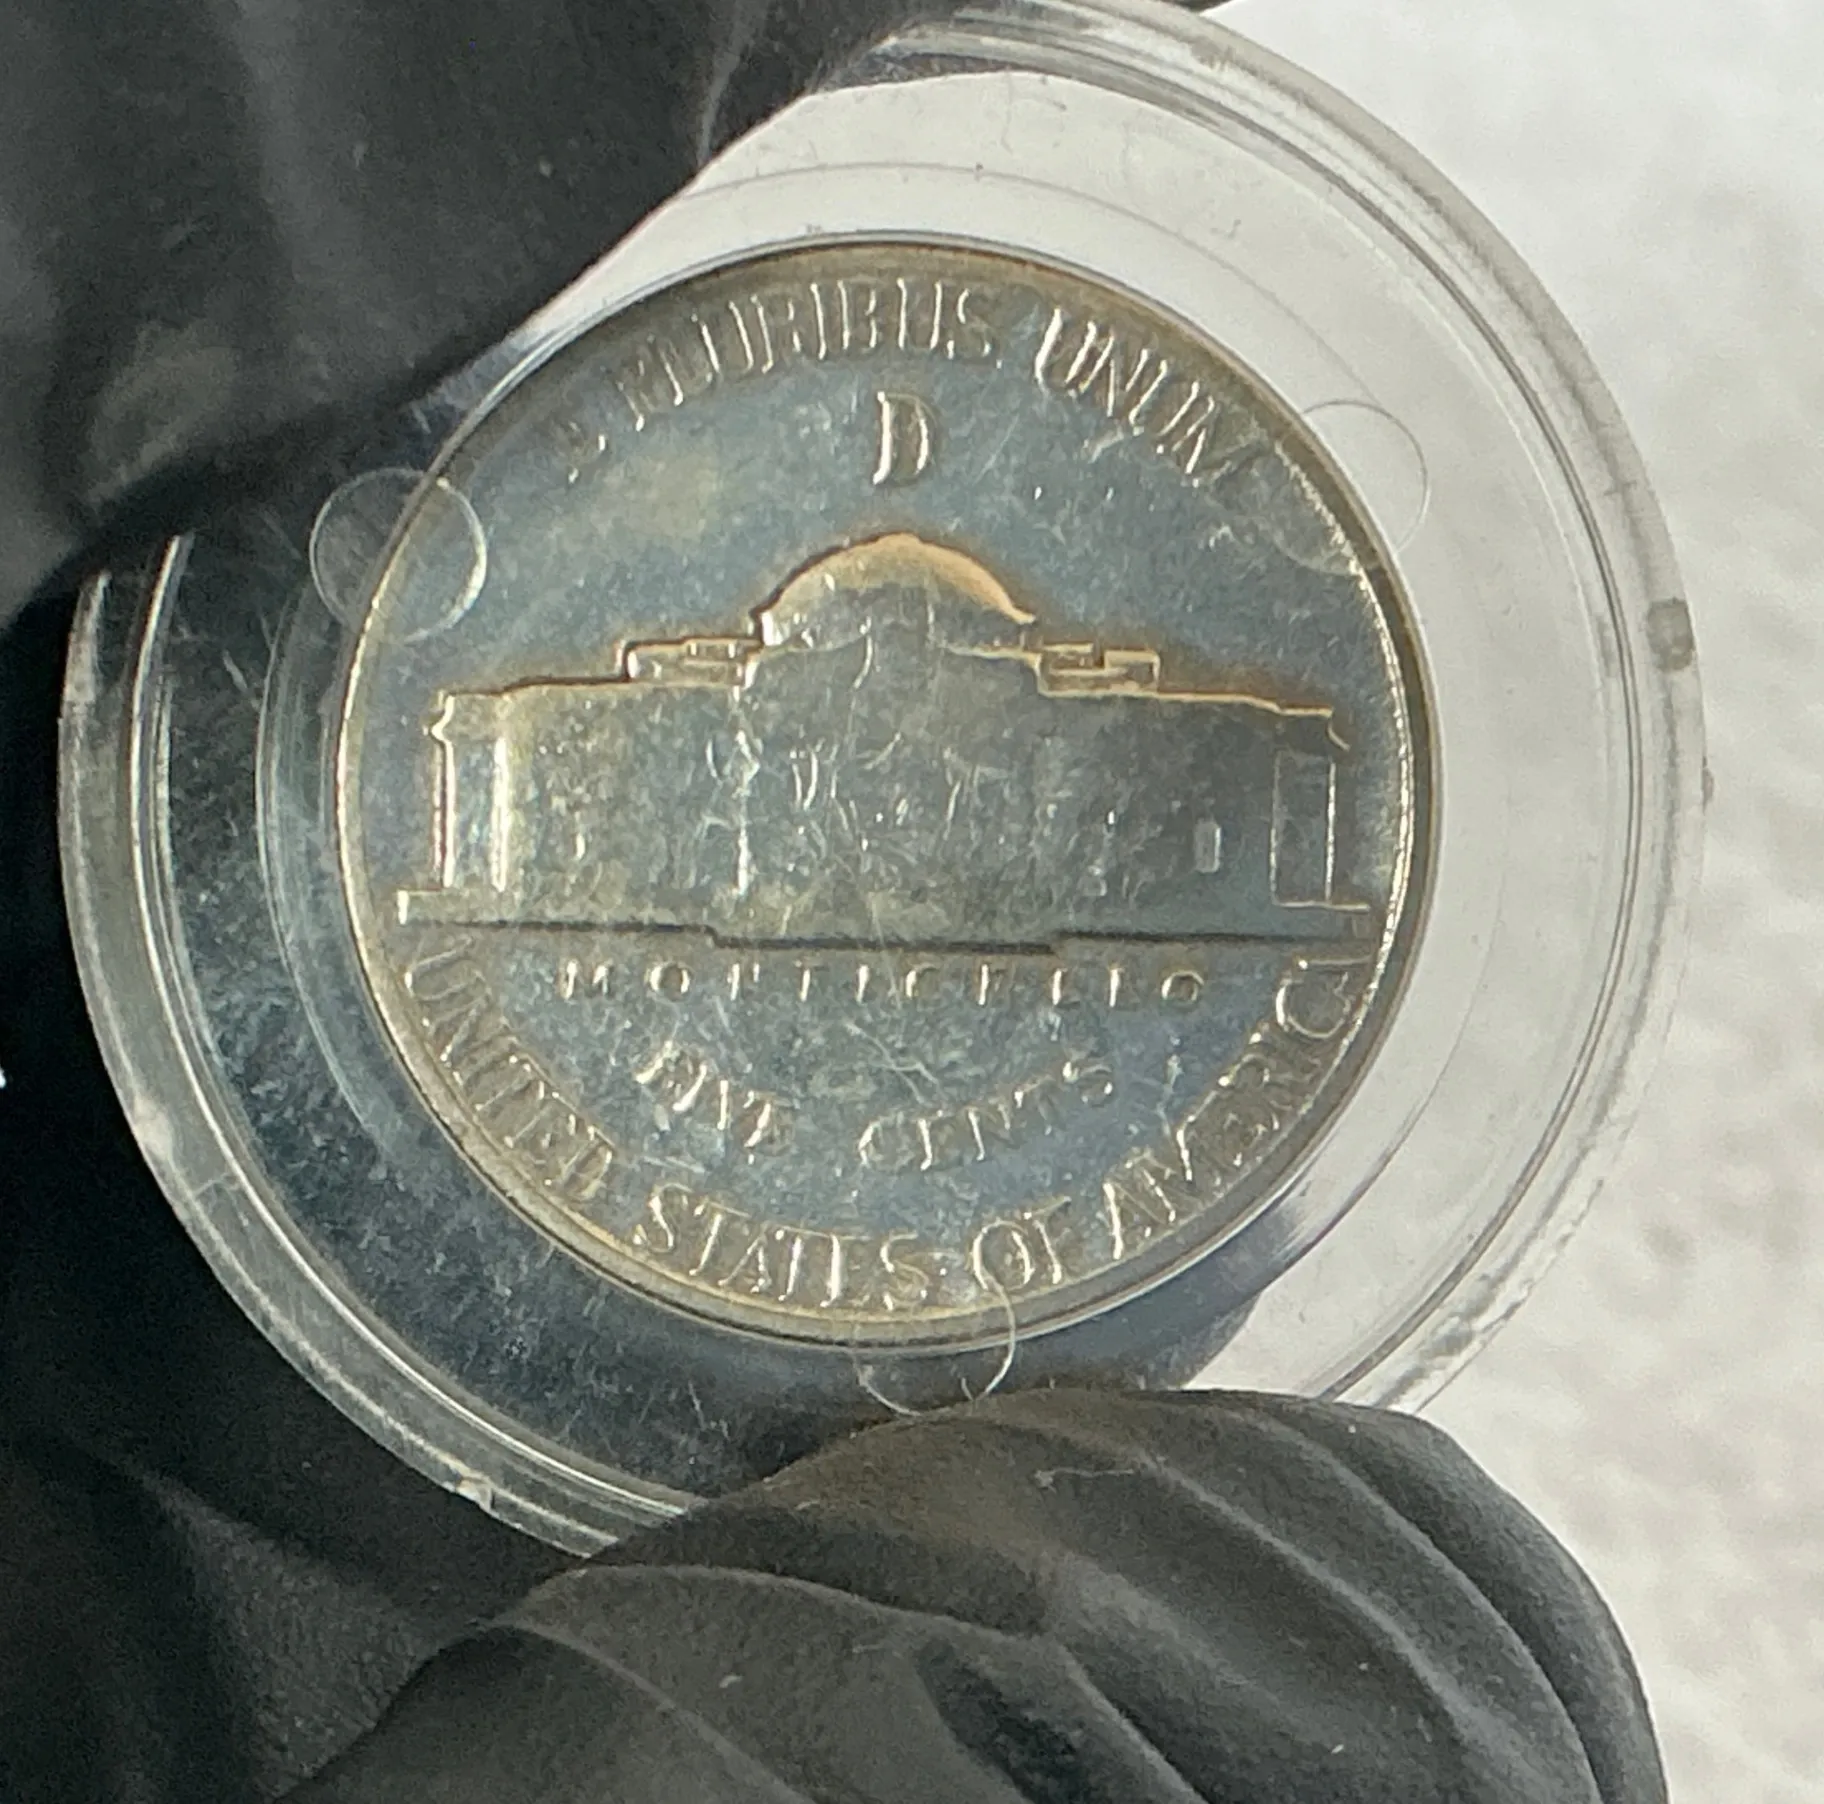 E PLURIBUS UNUM
D
MONTICELLO
FIVE CENTS
UNITED STATES OF AMERICA